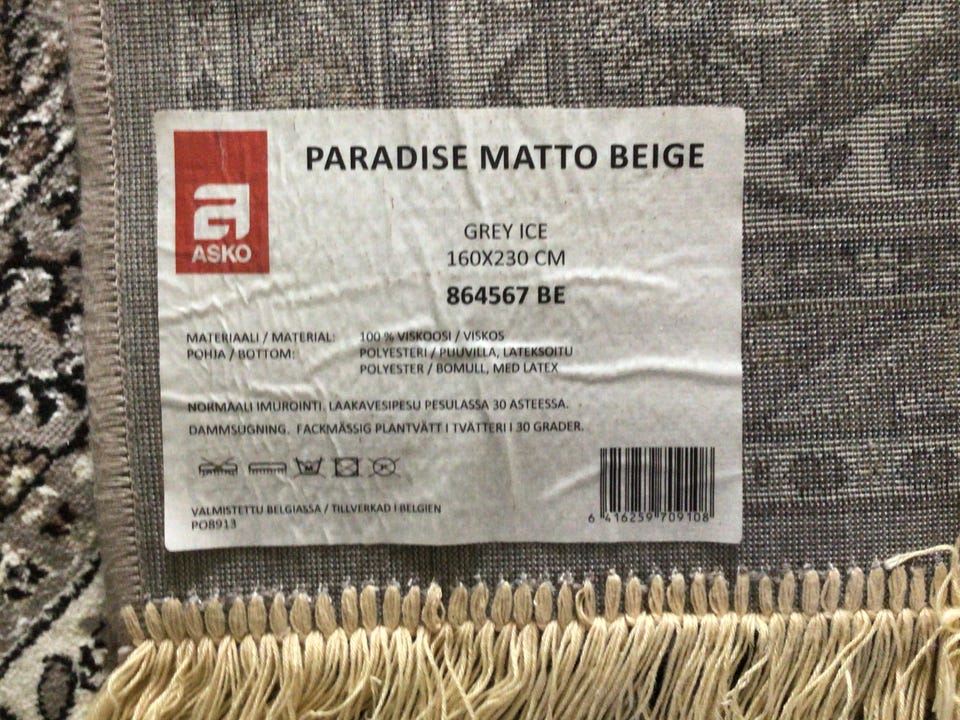 ASKO
PARADISE MATTO BEIGE
GREY ICE
160X230 CM
864567 BE
MATERIAALI / MATERIAL: 100 % VISKOOSI / VISKOS
POHJA / BOTTOM: POLYESTERI / PUUVILLA, LATEKSOITU
POLYESTER / BOMULL, MED LATEX
NORMAALI IMUROINTI. LAAKAVESIPESU PESULASSA 30 ASTEESSA.
DAMMSUGNING. FACKMÄSSIG PLANTVÄTT I TVÄTTERI I 30 GRADER.
VALMISTETTU BELGIASSA / TILLVERKAD I BELGIEN
PO8913
6 416259 709108